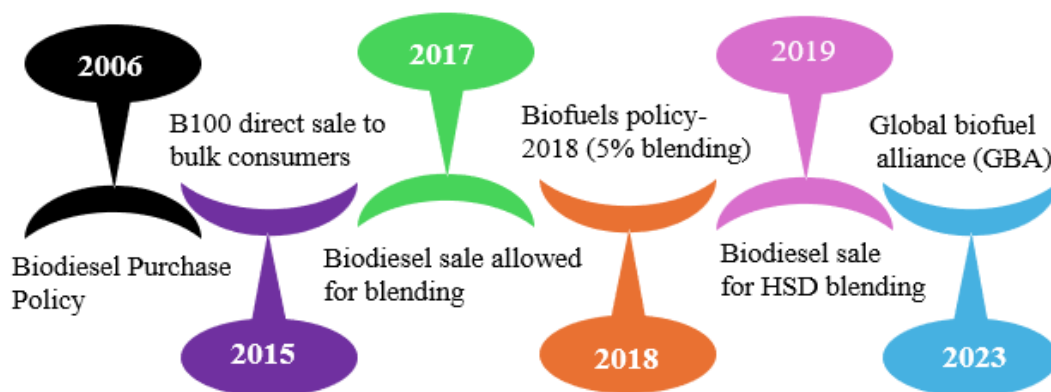 2006
Biodiesel Purchase
Policy
B100 direct sale to
bulk consumers
2015
2017
Biodiesel sale allowed
for blending
Biofuels policy-
2018 (5% blending)
2018
2019
Biodiesel sale
for HSD blending
Global biofuel
alliance (GBA)
2023